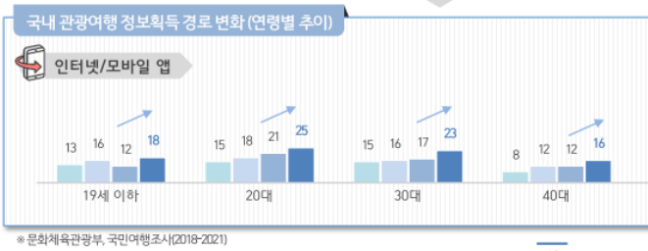 국내 관광여행 정보획득 경로 변화 (연령별 추이)
인터넷/모바일 앱
13 16 12 18
15 18 21 25
15 16 17 23
8 12 12 16
19세 이하 20대 30대 40대
※ 문화체육관광부, 국민여행조사(2018-2021)